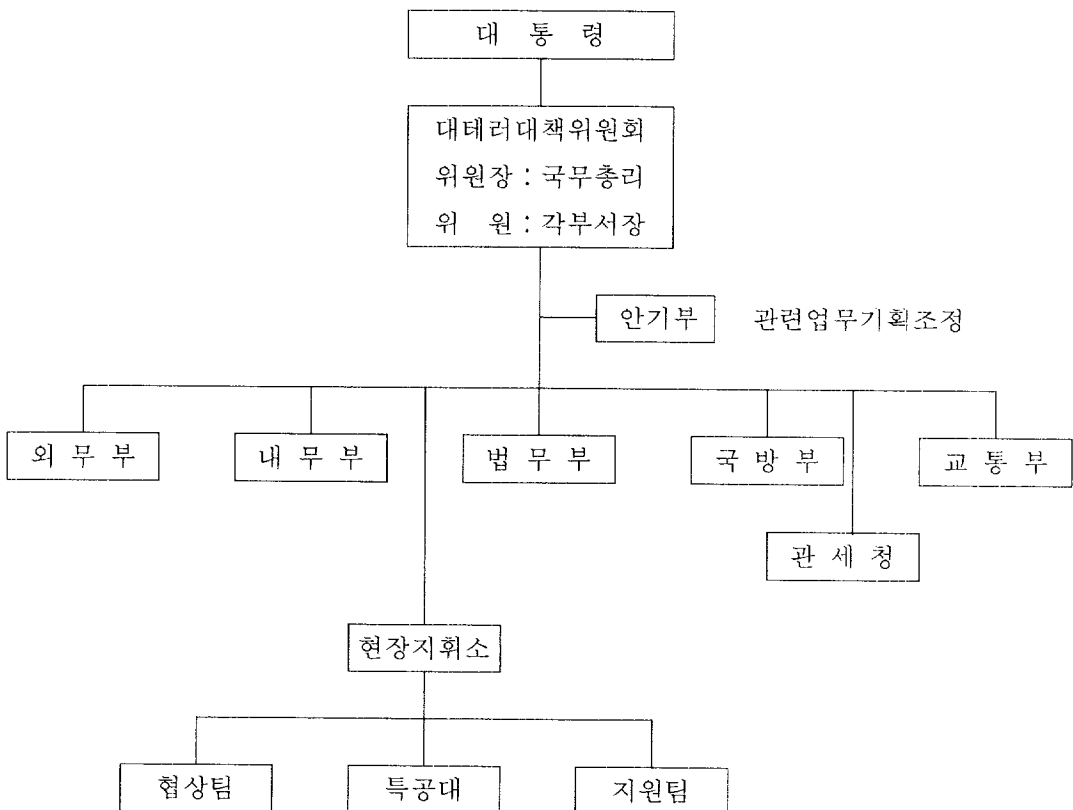 대 통 령
대테러대책위원회
위원장 : 국무총리
위 원 : 각부서장
안기부 관련업무기획조정
외 무 부
내 무 부
법 무 부
국 방 부
교 통 부
관 세 청
현장지휘소
협상팀
특공대
지원팀